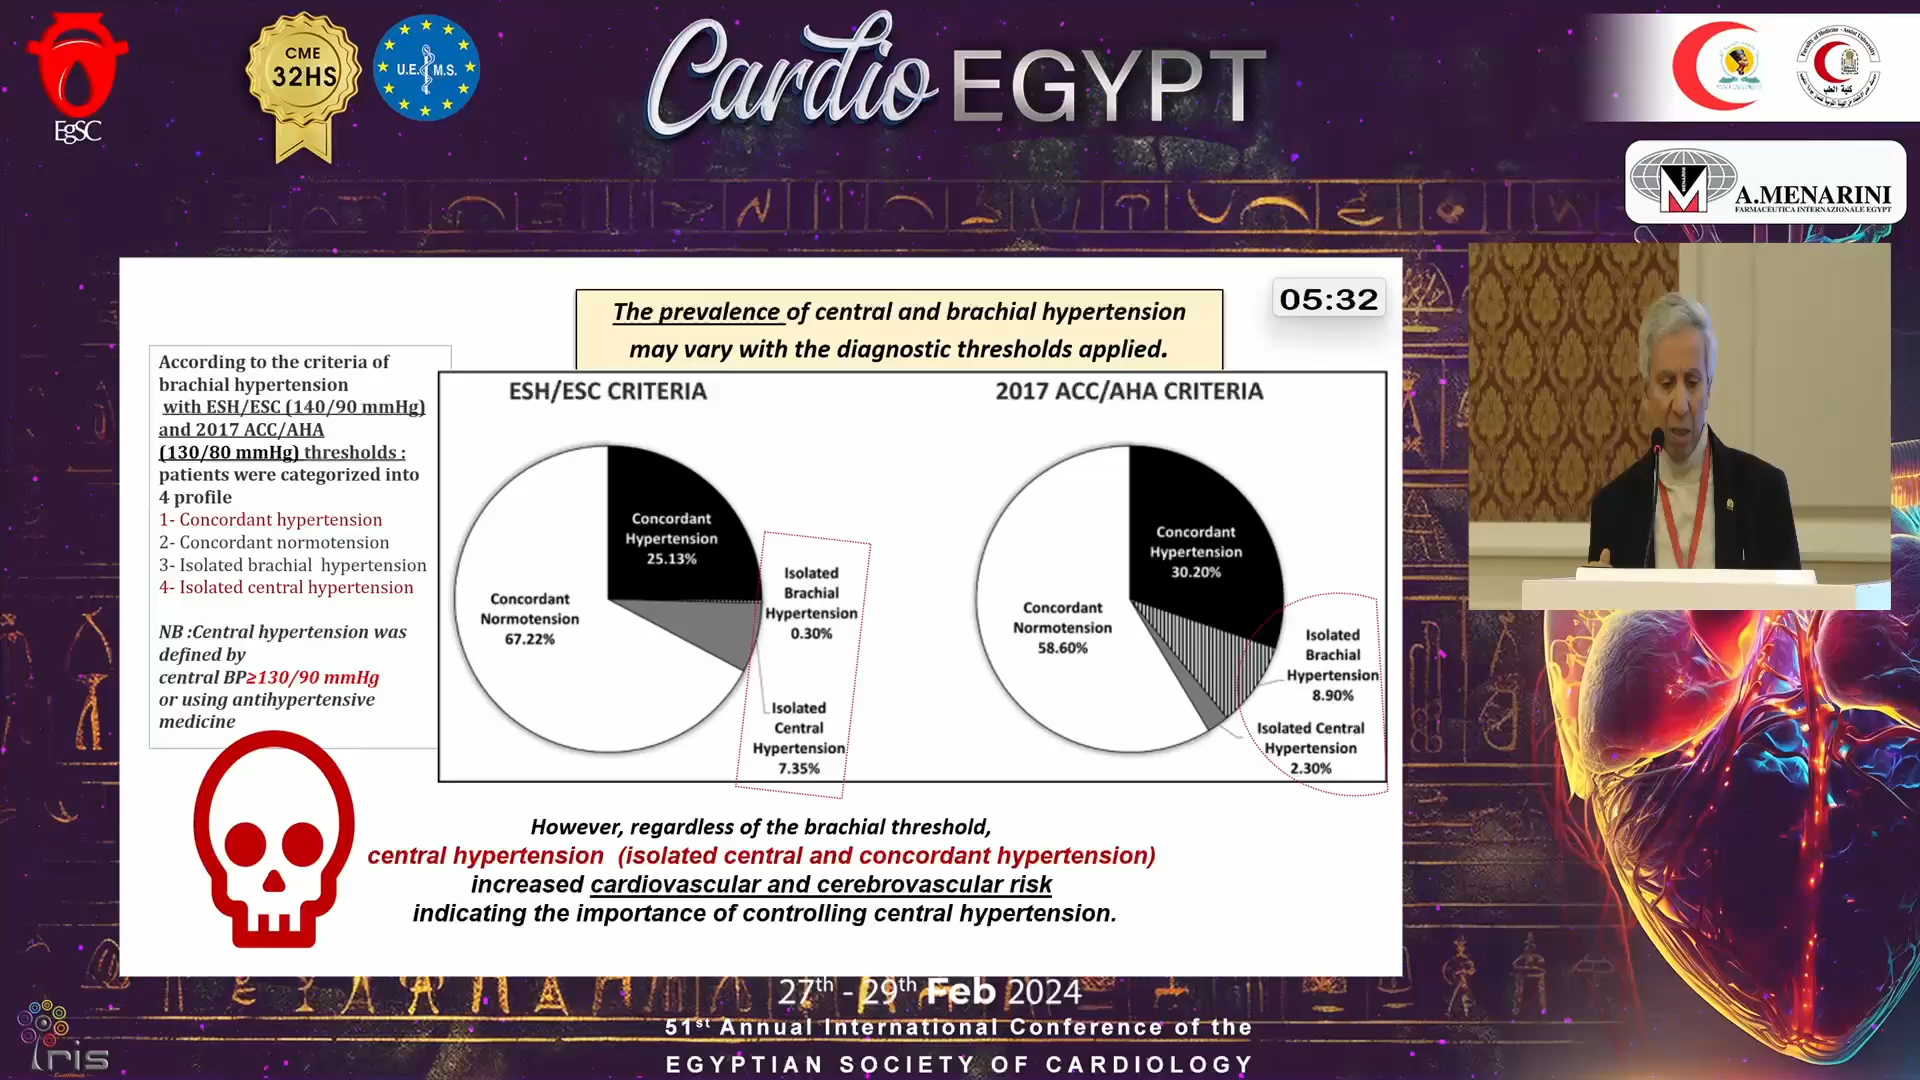 EgSC
CME
32HS
U.E.M.S.
Cardio EGYPT
كلية الطب
MENARINI
A.MENARINI
FARMACEUTICA INTERNAZIONALE EGYPT
05:32
The prevalence of central and brachial hypertension
may vary with the diagnostic thresholds applied.
According to the criteria of
brachial hypertension
with ESH/ESC (140/90 mmHg)
and 2017 ACC/AHA
(130/80 mmHg) thresholds :
patients were categorized into
4 profile
1- Concordant hypertension
2- Concordant normotension
3- Isolated brachial hypertension
4- Isolated central hypertension
NB :Central hypertension was
defined by
central BP≥130/90 mmHg
or using antihypertensive
medicine
ESH/ESC CRITERIA
Concordant
Hypertension
25.13%
Concordant
Normotension
67.22%
Isolated
Brachial
Hypertension
0.30%
Isolated
Central
Hypertension
7.35%
2017 ACC/AHA CRITERIA
Concordant
Hypertension
30.20%
Concordant
Normotension
58.60%
Isolated
Brachial
Hypertension
8.90%
Isolated Central
Hypertension
2.30%
However, regardless of the brachial threshold,
central hypertension (isolated central and concordant hypertension)
increased cardiovascular and cerebrovascular risk
indicating the importance of controlling central hypertension.
27th - 29th Feb 2024
51st Annual International Conference of the
EGYPTIAN SOCIETY OF CARDIOLOGY
Iris
Excellence